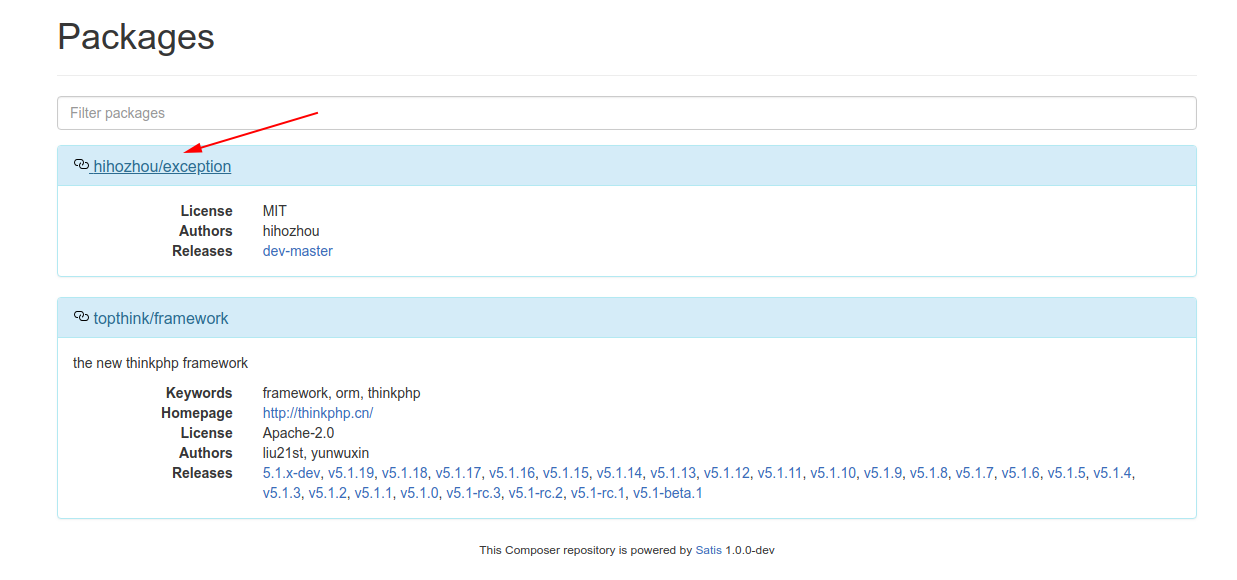 Packages
Filter packages
hihozhou/exception
License MIT
Authors hihozhou
Releases dev-master
topthink/framework
the new thinkphp framework
Keywords framework, orm, thinkphp
Homepage http://thinkphp.cn/
License Apache-2.0
Authors liu21st, yunwuxin
Releases 5.1.x-dev, v5.1.19, v5.1.18, v5.1.17, v5.1.16, v5.1.15, v5.1.14, v5.1.13, v5.1.12, v5.1.11, v5.1.10, v5.1.9, v5.1.8, v5.1.7, v5.1.6, v5.1.5, v5.1.4,
v5.1.3, v5.1.2, v5.1.1, v5.1.0, v5.1-rc.3, v5.1-rc.2, v5.1-rc.1, v5.1-beta.1
This Composer repository is powered by Satis 1.0.0-dev